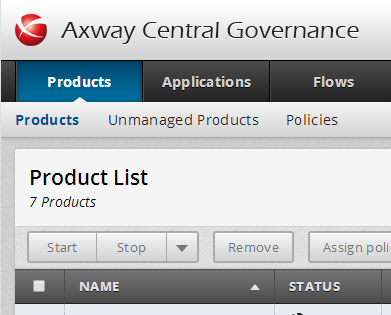 Axway Central Governance
Products Applications Flows
Products Unmanaged Products Policies
Product List
7 Products
Start Stop Remove Assign poli
NAME STATUS